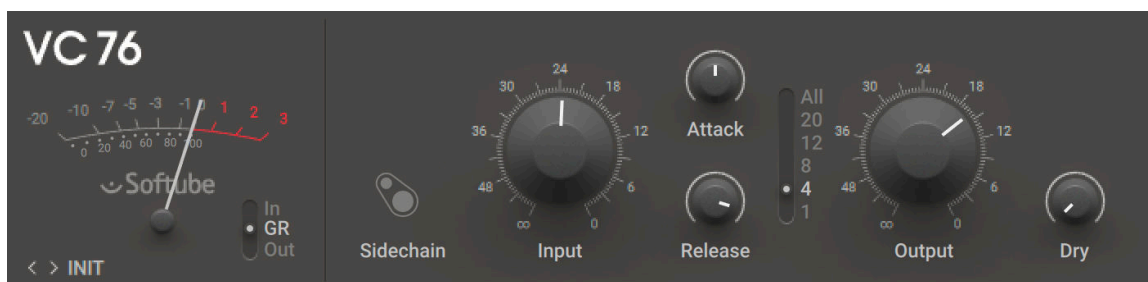 VC 76
-20 -10 -7 -5 -3 -1 0 1 2 3
0 20 40 60 80 100
Softube
In
GR
Out
< > INIT
Sidechain
24
30 18
36 12
48 6
∞ 0
Input
Attack
Release
All
20
12
8
4
1
24
30 18
36 12
48 6
∞ 0
Output
Dry